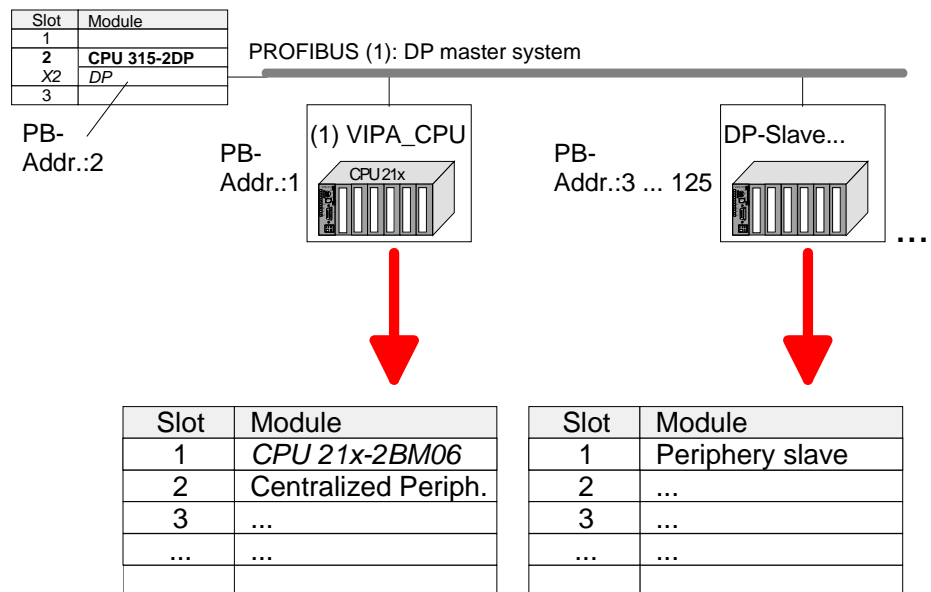 Slot Module
1
2 CPU 315-2DP
X2 DP
3
PROFIBUS (1): DP master system
PB-
Addr.:2
PB-
Addr.:1
(1) VIPA_CPU
CPU 21x
PB-
Addr.:3 ... 125
DP-Slave...
...
Slot Module
1 CPU 21x-2BM06
2 Centralized Periph.
3 ...
... ...
Slot Module
1 Periphery slave
2 ...
3 ...
... ...